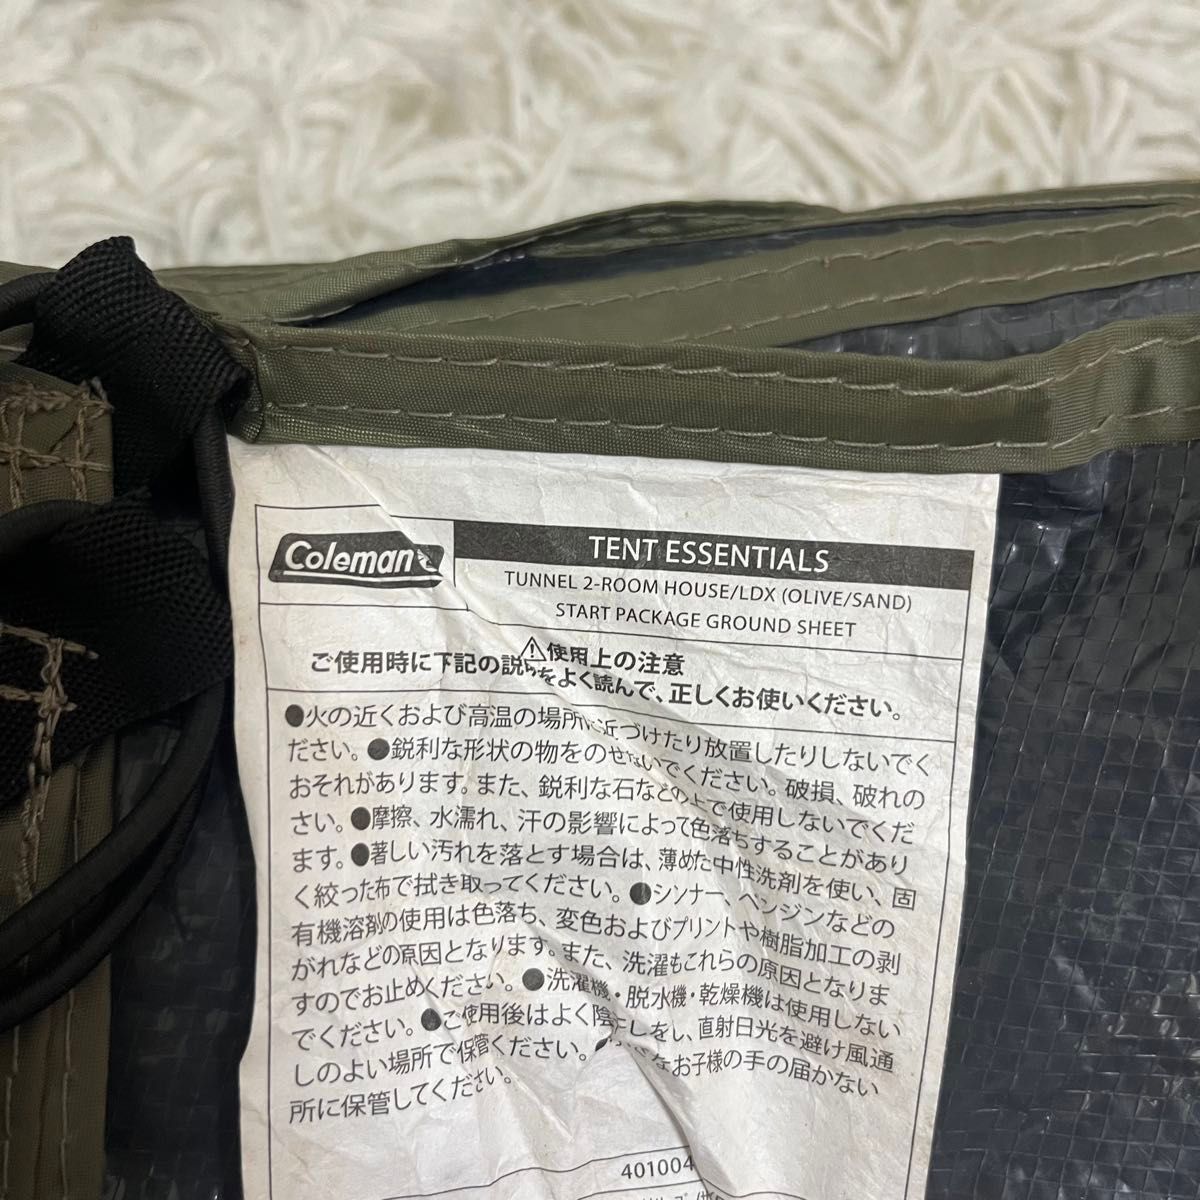 Coleman
TENT ESSENTIALS
TUNNEL 2-ROOM HOUSE/LDX (OLIVE/SAND)
START PACKAGE GROUND SHEET
使用上の注意
ご使用時に下記の説 をよく読んで、正しくお使いください。
●火の近くおよび高温の場所に近づけたり放置したりしないでく
ださい。●鋭利な形状の物をのせないでください。破損、破れの
おそれがあります。また、鋭利な石などの上で使用しないでくだ
さい。●摩擦、水濡れ、汗の影響によって色落ちすることがあり
ます。●著しい汚れを落とす場合は、薄めた中性洗剤を使い、固
く絞った布で拭き取ってください。●シンナー、ベンジンなどの
有機溶剤の使用は色落ち、変色およびプリントや樹脂加工の剥
がれなどの原因となります。また、洗濯もこれらの原因となりま
すのでお止めください。●洗濯機・脱水機・乾燥機は使用しない
でください。●ご使用後はよく陰干しをし、直射日光を避け風通
しのよい場所で保管ください。● なお子様の手の届かない
所に保管してください。
401004